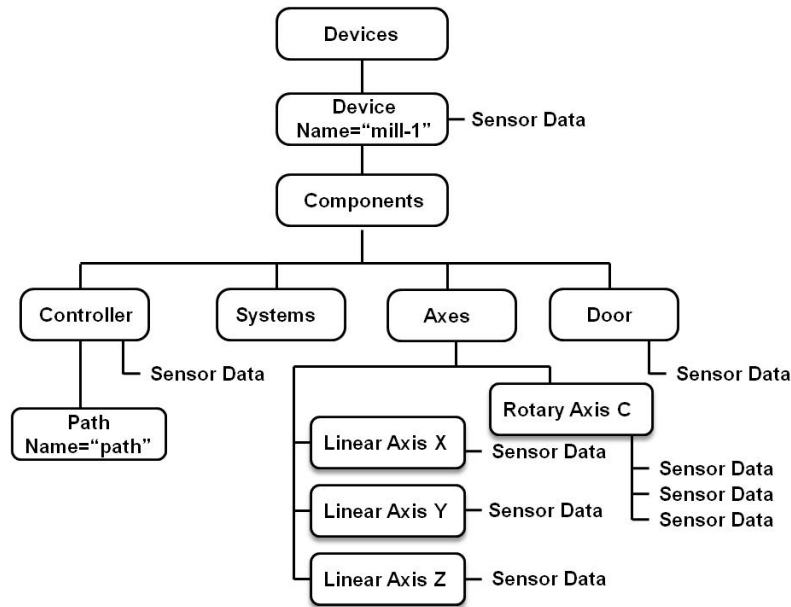 Devices
Device
Name=“mill-1”
Sensor Data
Components
Controller
Systems
Axes
Door
Sensor Data
Sensor Data
Path
Name=“path”
Rotary Axis C
Linear Axis X
Sensor Data
Sensor Data
Sensor Data
Sensor Data
Linear Axis Y
Sensor Data
Linear Axis Z
Sensor Data